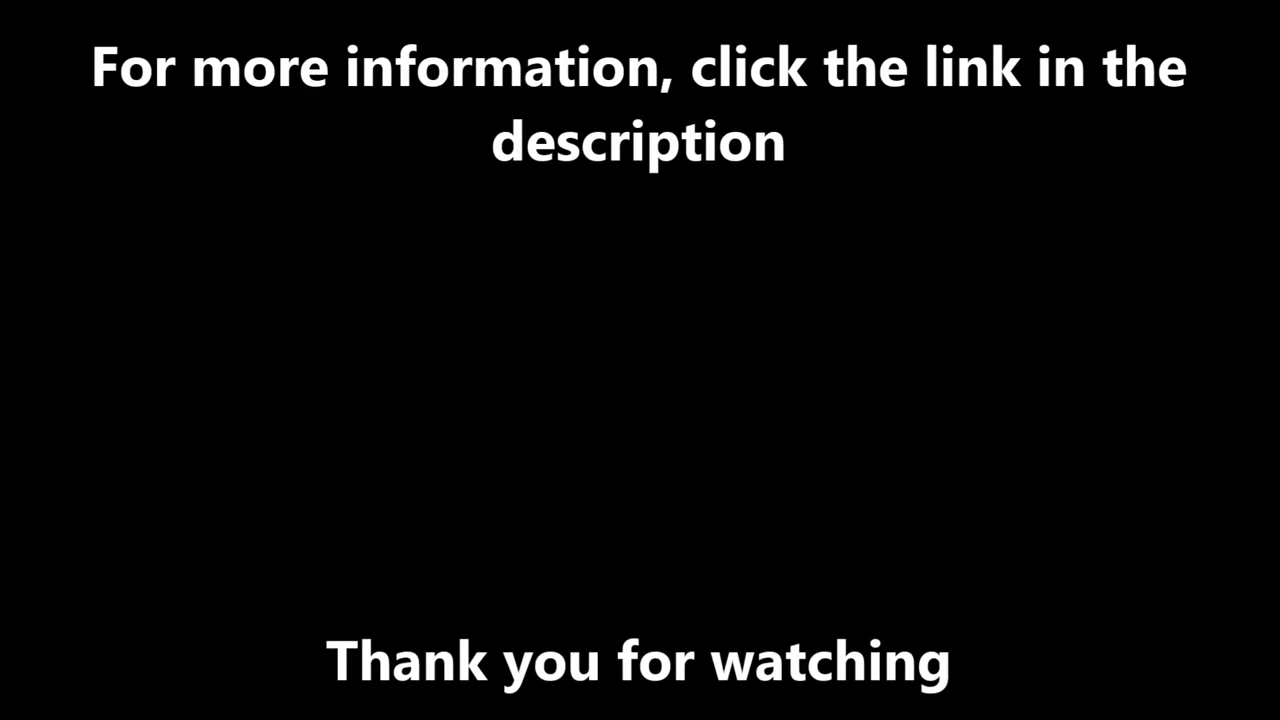 For more information, click the link in the
description
Thank you for watching